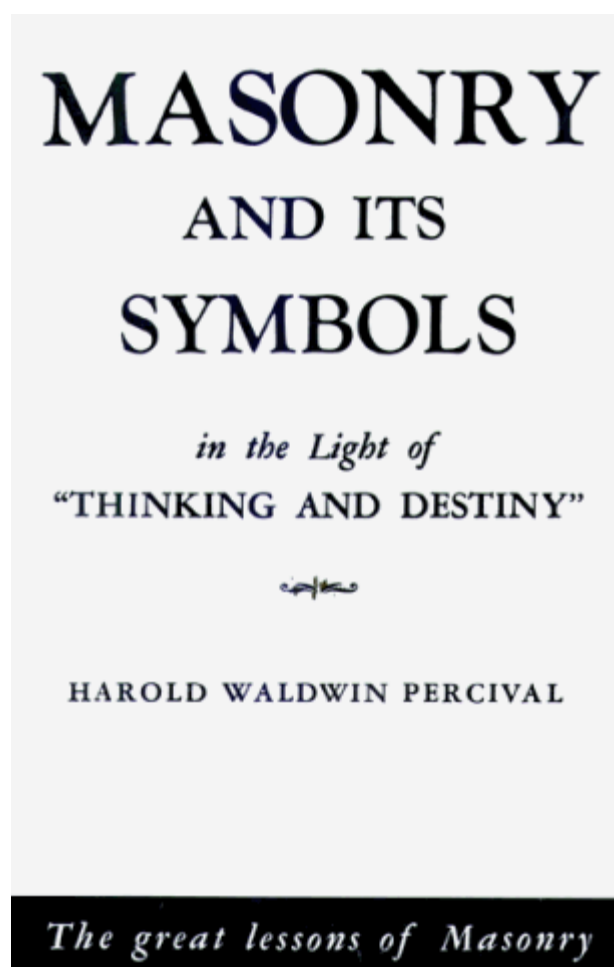 MASONRY
AND ITS
SYMBOLS
in the Light of
“THINKING AND DESTINY”
HAROLD WALDWIN PERCIVAL
The great lessons of Masonry